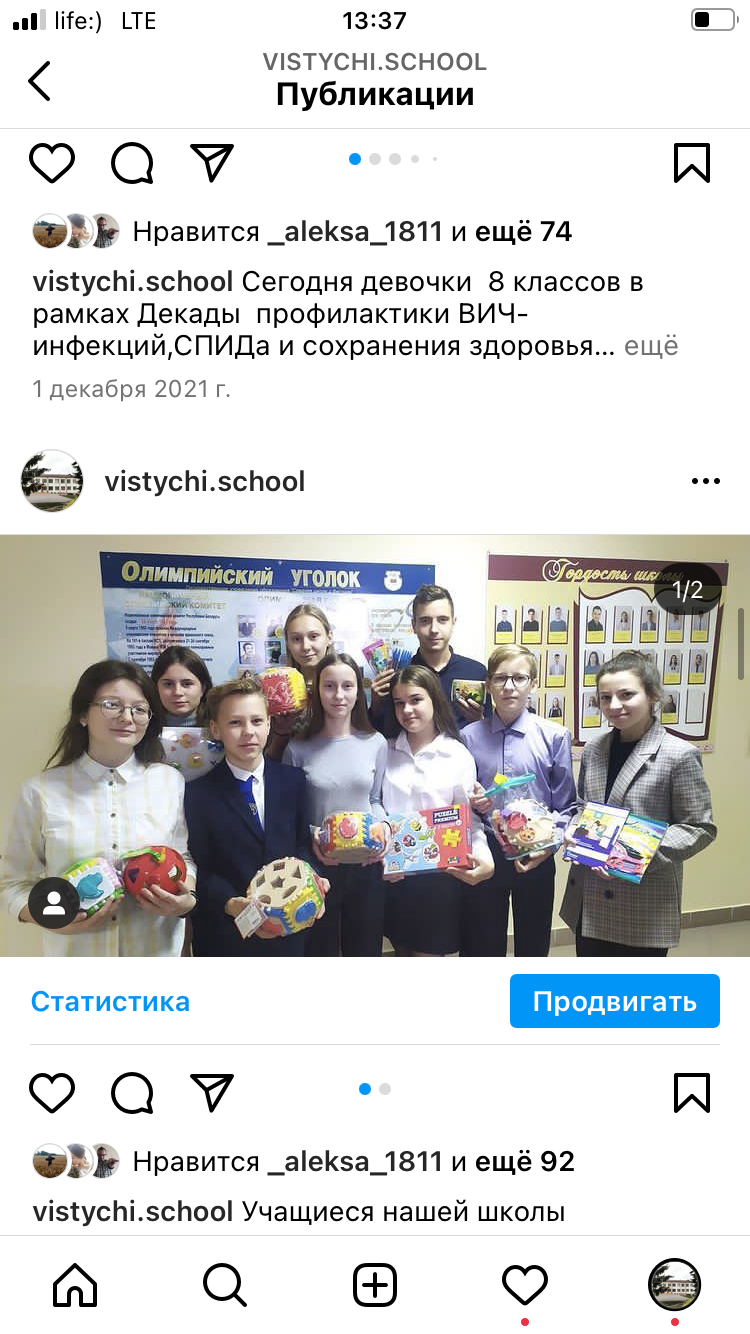 life:) LTE 13:37
VISTYCHI.SCHOOL
Публикации
Нравится _aleksa_1811 и ещё 74
vistychi.school Сегодня девочки 8 классов в
рамках Декады профилактики ВИЧ-
инфекций,СПИДа и сохранения здоровья... ещё
1 декабря 2021 г.
vistychi.school
Олимпийский уголок
Гордость школы
1/2
PUZZLE
PREMIUM
Статистика
Продвигать
Нравится _aleksa_1811 и ещё 92
vistychi.school Учащиеся нашей школы